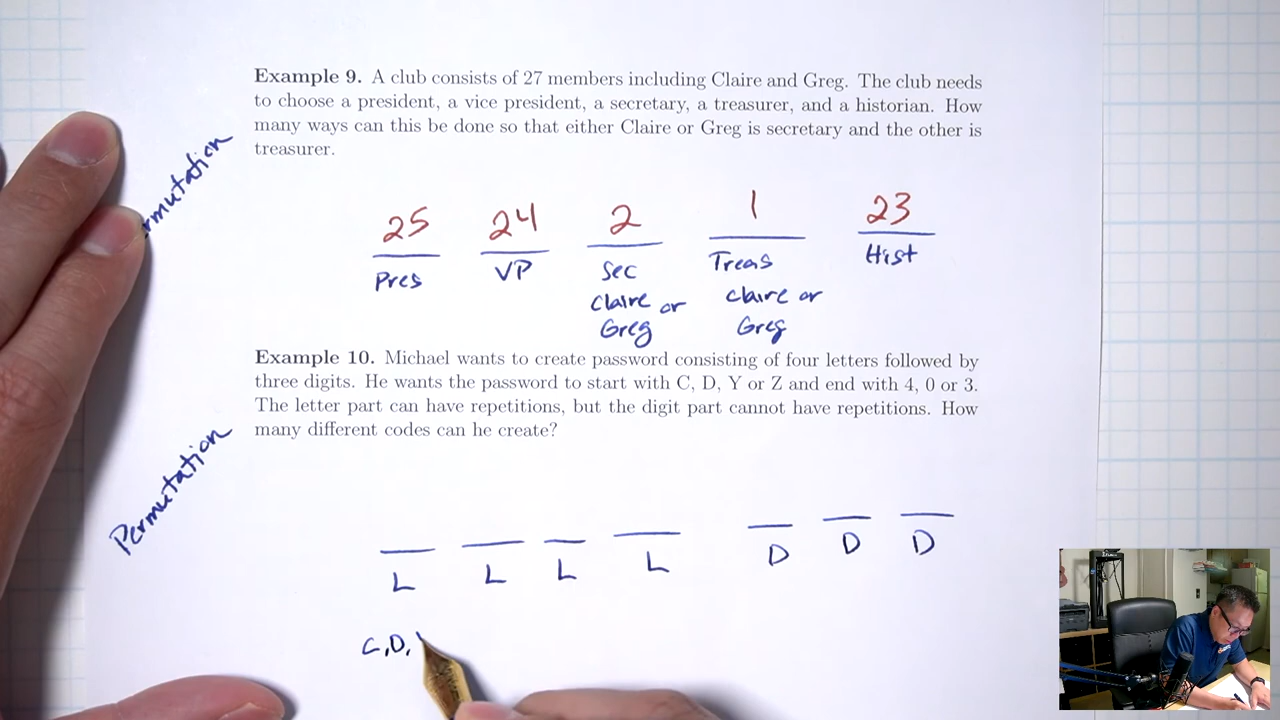 Example 9. A club consists of 27 members including Claire and Greg. The club needs
to choose a president, a vice president, a secretary, a treasurer, and a historian. How
many ways can this be done so that either Claire or Greg is secretary and the other is
treasurer.
rmutation
25 24 2 1 23
Pres VP Sec Treas Hist
Claire or Claire or
Greg Greg
Example 10. Michael wants to create password consisting of four letters followed by
three digits. He wants the password to start with C, D, Y or Z and end with 4, 0 or 3.
The letter part can have repetitions, but the digit part cannot have repetitions. How
many different codes can he create?
Permutation
L L L L D D D
C, D,